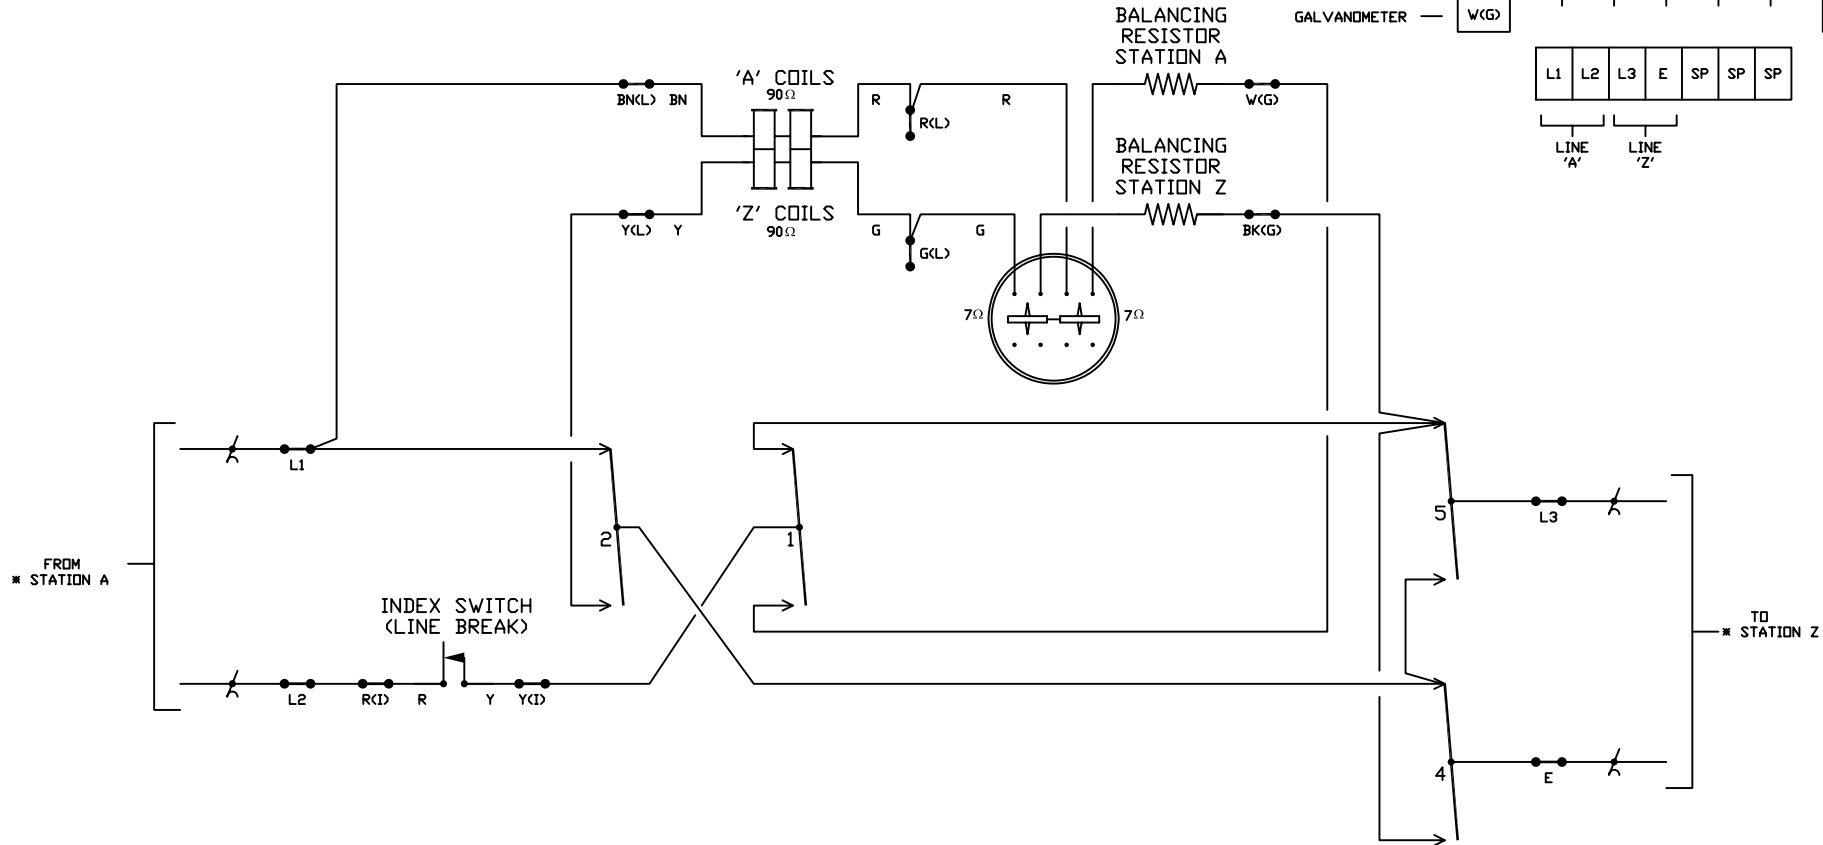 BALANCING
RESISTOR
STATION A
GALVANOMETER
W(G)
L1 L2 L3 E SP SP SP
LINE
'A'
LINE
'Z'
'A' COILS
90Ω
BN(L) BN
R
R(L)
R
W(G)
BALANCING
RESISTOR
STATION Z
'Z' COILS
90Ω
Y(L) Y
G
G(L)
G
BK(G)
7Ω
7Ω
L1
2
1
5
L3
FROM
* STATION A
INDEX SWITCH
(LINE BREAK)
TO
* STATION Z
L2
R(I)
R
Y
Y(I)
4
E